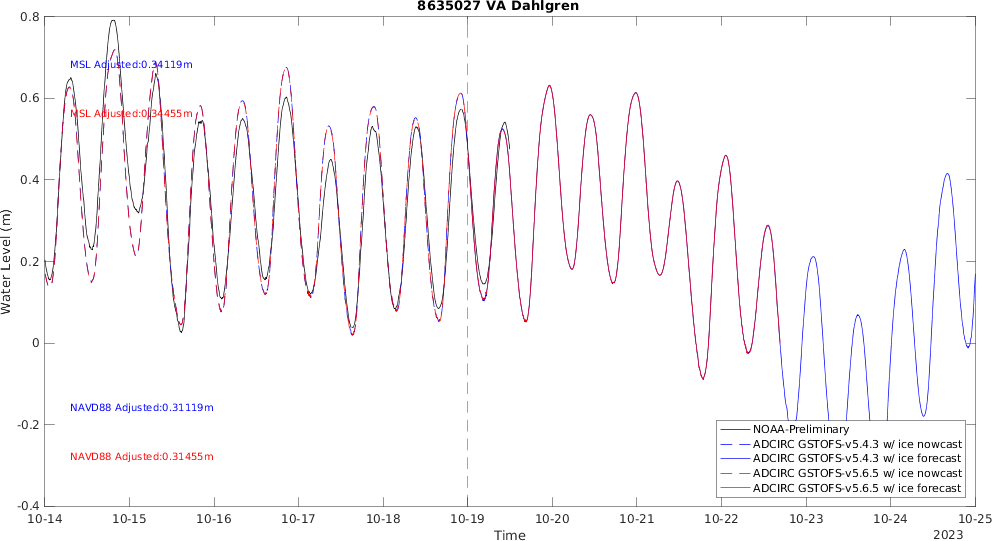 8635027 VA Dahlgren
0.8
0.6
0.4
0.2
0
-0.2
-0.4
Water Level (m)
MSL Adjusted:0.34119m
MSL Adjusted:0.34455m
NAVD88 Adjusted:0.31119m
NAVD88 Adjusted:0.31455m
NOAA-Preliminary
ADCIRC GSTOFS-v5.4.3 w/ ice nowcast
ADCIRC GSTOFS-v5.4.3 w/ ice forecast
ADCIRC GSTOFS-v5.6.5 w/ ice nowcast
ADCIRC GSTOFS-v5.6.5 w/ ice forecast
10-14 10-15 10-16 10-17 10-18 10-19 10-20 10-21 10-22 10-23 10-24 10-25
Time
2023